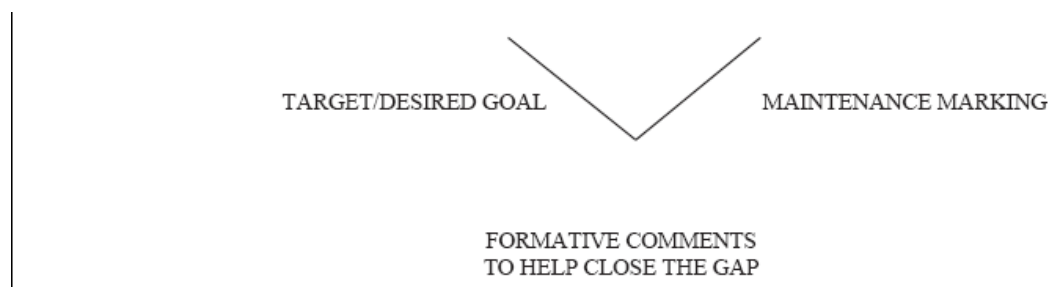 TARGET/DESIRED GOAL
MAINTENANCE MARKING
FORMATIVE COMMENTS
TO HELP CLOSE THE GAP